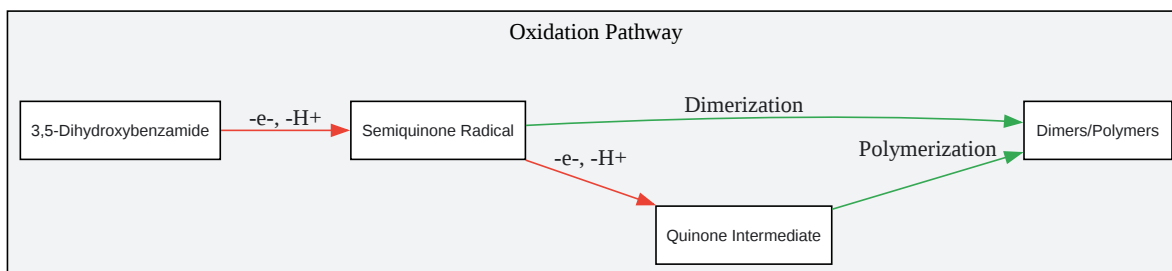 Oxidation Pathway
3,5-Dihydroxybenzamide
-e-, -H+
Semiquinone Radical
Dimerization
-e-, -H+
Quinone Intermediate
Polymerization
Dimers/Polymers